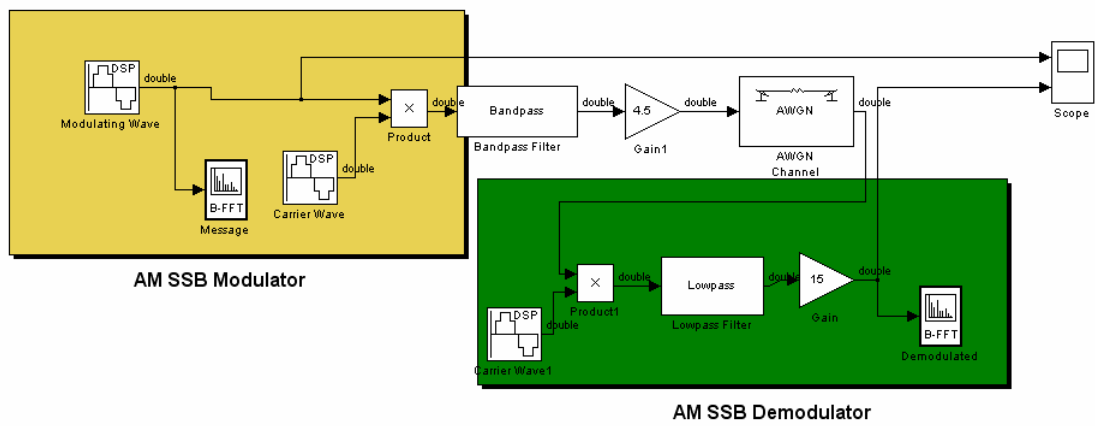 DSP
double
Modulating Wave
B-FFT
Message
DSP
double
Carrier Wave
×
Product
double
Bandpass
Bandpass Filter
double
4.5
Gain1
double
AWGN
AWGN
Channel
double
Scope
AM SSB Modulator
DSP
double
Carrier Wave1
×
Product1
double
Lowpass
Lowpass Filter
double
15
Gain
double
B-FFT
Demodulated
AM SSB Demodulator